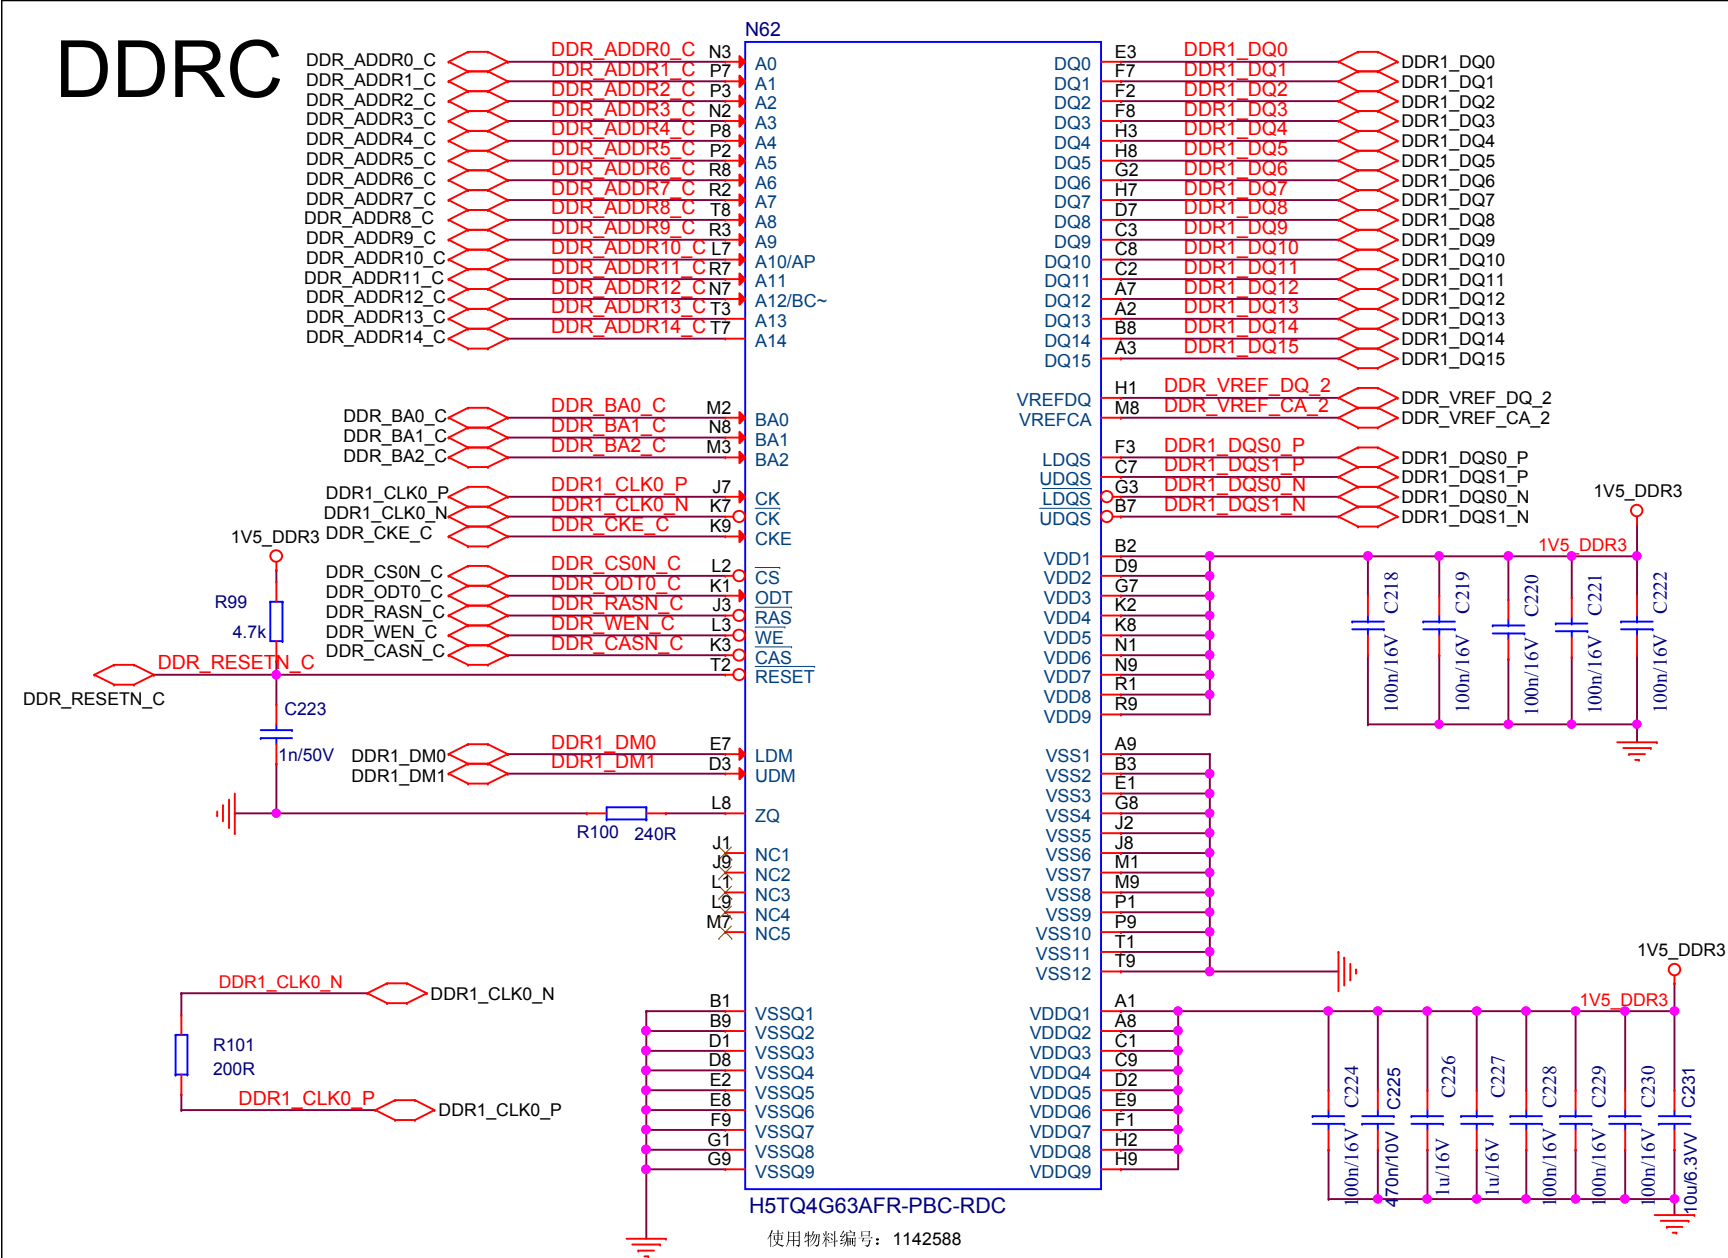 DDRC
N62
DDR_ADDR0_C DDR_ADDR0_C N3 A0
DDR_ADDR1_C DDR_ADDR1_C P7 A1
DDR_ADDR2_C DDR_ADDR2_C P3 A2
DDR_ADDR3_C DDR_ADDR3_C N2 A3
DDR_ADDR4_C DDR_ADDR4_C P8 A4
DDR_ADDR5_C DDR_ADDR5_C P2 A5
DDR_ADDR6_C DDR_ADDR6_C R8 A6
DDR_ADDR7_C DDR_ADDR7_C R2 A7
DDR_ADDR8_C DDR_ADDR8_C T8 A8
DDR_ADDR9_C DDR_ADDR9_C R3 A9
DDR_ADDR10_C DDR_ADDR10_C L7 A10/AP
DDR_ADDR11_C DDR_ADDR11_C R7 A11
DDR_ADDR12_C DDR_ADDR12_C N7 A12/BC~
DDR_ADDR13_C DDR_ADDR13_C T3 A13
DDR_ADDR14_C DDR_ADDR14_C T7 A14
DDR_BA0_C DDR_BA0_C M2 BA0
DDR_BA1_C DDR_BA1_C N8 BA1
DDR_BA2_C DDR_BA2_C M3 BA2
DDR1_CLK0_P DDR1_CLK0_P J7 CK
DDR1_CLK0_N DDR1_CLK0_N K7 CK
DDR_CKE_C DDR_CKE_C K9 CKE
1V5_DDR3
R99
4.7k
DDR_CS0N_C DDR_CS0N_C L2 CS
DDR_ODT0_C DDR_ODT0_C K1 ODT
DDR_RASN_C DDR_RASN_C J3 RAS
DDR_WEN_C DDR_WEN_C L3 WE
DDR_CASN_C DDR_CASN_C K3 CAS
DDR_RESETN_C DDR_RESETN_C T2 RESET
C223
1n/50V
DDR1_DM0 DDR1_DM0 E7 LDM
DDR1_DM1 DDR1_DM1 D3 UDM
R100 240R L8 ZQ
J1 NC1
J9 NC2
L1 NC3
L9 NC4
M7 NC5
DDR1_CLK0_N DDR1_CLK0_N
R101
200R
DDR1_CLK0_P DDR1_CLK0_P
B1 VSSQ1
B9 VSSQ2
D1 VSSQ3
D8 VSSQ4
E2 VSSQ5
E8 VSSQ6
F9 VSSQ7
G1 VSSQ8
G9 VSSQ9
DQ0 E3 DDR1_DQ0 DDR1_DQ0
DQ1 F7 DDR1_DQ1 DDR1_DQ1
DQ2 F2 DDR1_DQ2 DDR1_DQ2
DQ3 F8 DDR1_DQ3 DDR1_DQ3
DQ4 H3 DDR1_DQ4 DDR1_DQ4
DQ5 H8 DDR1_DQ5 DDR1_DQ5
DQ6 G2 DDR1_DQ6 DDR1_DQ6
DQ7 H7 DDR1_DQ7 DDR1_DQ7
DQ8 D7 DDR1_DQ8 DDR1_DQ8
DQ9 C3 DDR1_DQ9 DDR1_DQ9
DQ10 C8 DDR1_DQ10 DDR1_DQ10
DQ11 C2 DDR1_DQ11 DDR1_DQ11
DQ12 A7 DDR1_DQ12 DDR1_DQ12
DQ13 A2 DDR1_DQ13 DDR1_DQ13
DQ14 B8 DDR1_DQ14 DDR1_DQ14
DQ15 A3 DDR1_DQ15 DDR1_DQ15
VREFDQ H1 DDR_VREF_DQ_2 DDR_VREF_DQ_2
VREFCA M8 DDR_VREF_CA_2 DDR_VREF_CA_2
LDQS F3 DDR1_DQS0_P DDR1_DQS0_P
UDQS C7 DDR1_DQS1_P DDR1_DQS1_P
LDQS G3 DDR1_DQS0_N DDR1_DQS0_N
UDQS B7 DDR1_DQS1_N DDR1_DQS1_N
1V5_DDR3
1V5_DDR3
VDD1 B2
VDD2 D9
VDD3 G7
VDD4 K2
VDD5 K8
VDD6 N1
VDD7 N9
VDD8 R1
VDD9 R9
C218 100n/16V
C219 100n/16V
C220 100n/16V
C221 100n/16V
C222 100n/16V
VSS1 A9
VSS2 B3
VSS3 E1
VSS4 G8
VSS5 J2
VSS6 J8
VSS7 M1
VSS8 M9
VSS9 P1
VSS10 P9
VSS11 T1
VSS12 T9
1V5_DDR3
1V5_DDR3
VDDQ1 A1
VDDQ2 A8
VDDQ3 C1
VDDQ4 C9
VDDQ5 D2
VDDQ6 E9
VDDQ7 F1
VDDQ8 H2
VDDQ9 H9
C224 100n/16V
C225 470n/10V
C226 1u/16V
C227 1u/16V
C228 100n/16V
C229 100n/16V
C230 100n/16V
C231 10u/6.3VV
H5TQ4G63AFR-PBC-RDC
使用物料编号：1142588